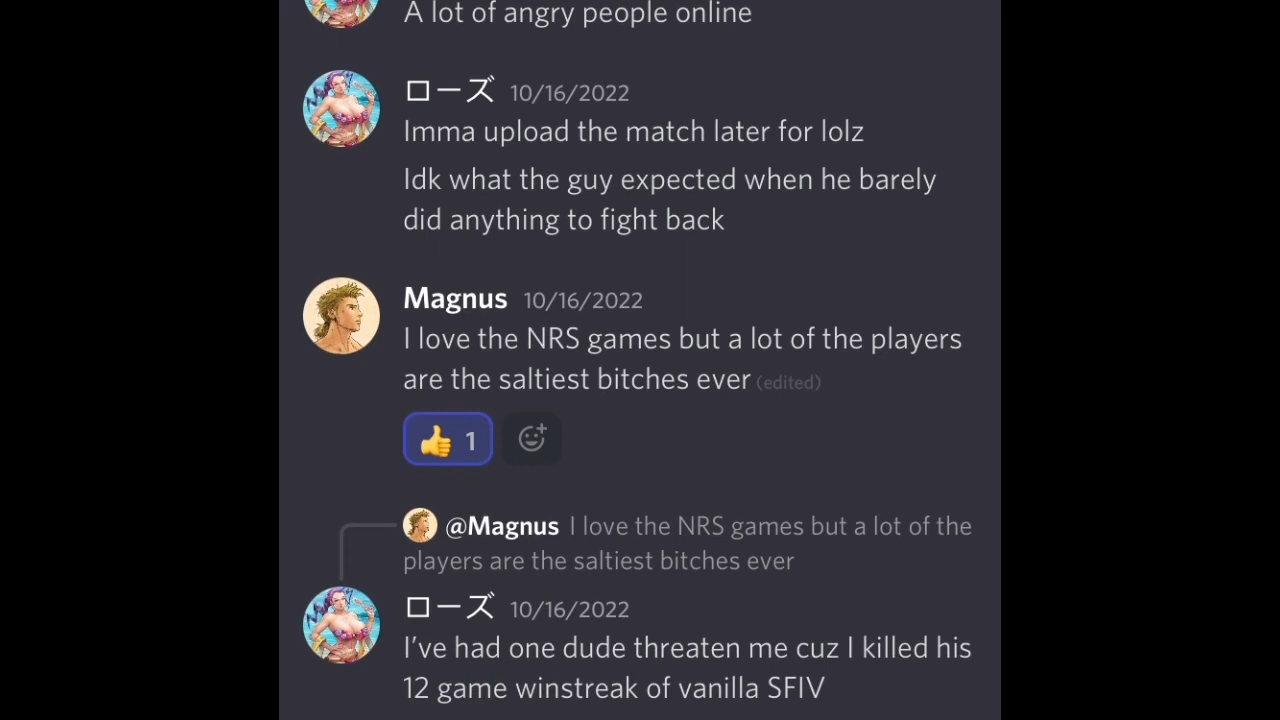 A lot of angry people online
ローズ 10/16/2022
Imma upload the match later for lolz
Idk what the guy expected when he barely
did anything to fight back
Magnus 10/16/2022
I love the NRS games but a lot of the players
are the saltiest bitches ever (edited)
👍 1
@Magnus I love the NRS games but a lot of the
players are the saltiest bitches ever
ローズ 10/16/2022
I’ve had one dude threaten me cuz I killed his
12 game winstreak of vanilla SFIV